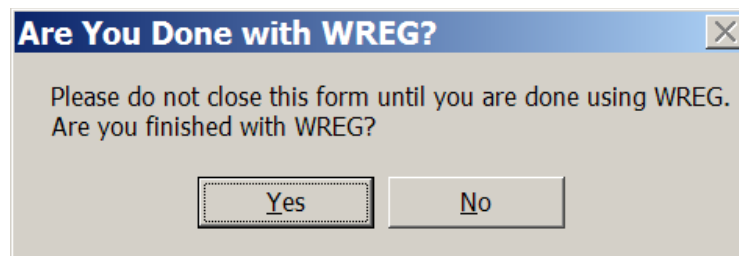 Are You Done with WREG?
Please do not close this form until you are done using WREG.
Are you finished with WREG?
Yes
No